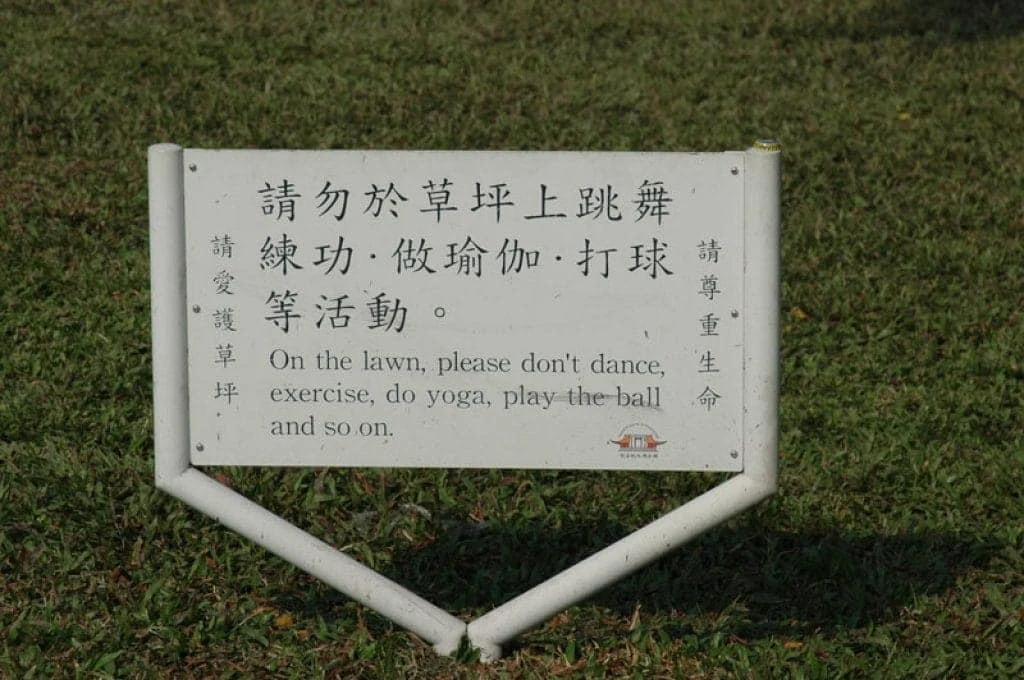 請勿於草坪上跳舞
練功·做瑜伽·打球
等活動。
On the lawn, please don't dance,
exercise, do yoga, play the ball
and so on.
請尊重生命
請愛護草坪